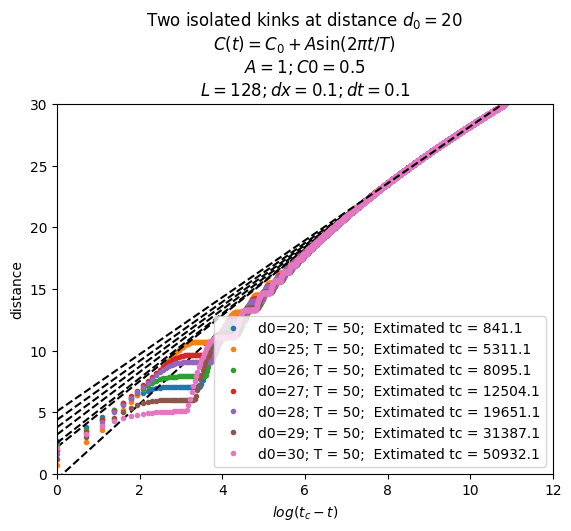 Two isolated kinks at distance $d_0 = 20$
$C(t) = C_0 + A\sin(2\pi t/T)$
$A = 1; C0 = 0.5$
$L = 128; dx = 0.1; dt = 0.1$
30
25
20
15
10
5
0
distance
d0=20; T = 50;  Extimated tc = 841.1
d0=25; T = 50;  Extimated tc = 5311.1
d0=26; T = 50;  Extimated tc = 8095.1
d0=27; T = 50;  Extimated tc = 12504.1
d0=28; T = 50;  Extimated tc = 19651.1
d0=29; T = 50;  Extimated tc = 31387.1
d0=30; T = 50;  Extimated tc = 50932.1
0 2 4 6 8 10 12
$log(t_c - t)$